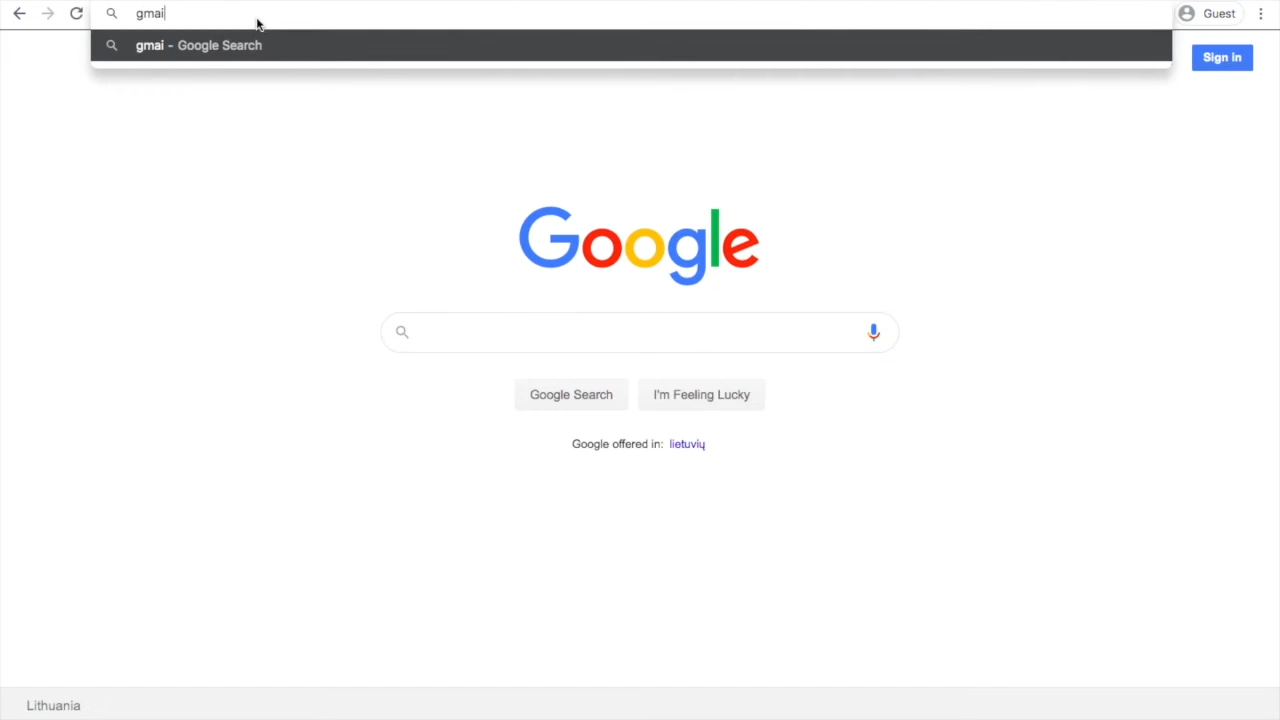 gmai
Guest
gmai - Google Search
Sign in
Google
Google Search
I'm Feeling Lucky
Google offered in: lietuvių
Lithuania